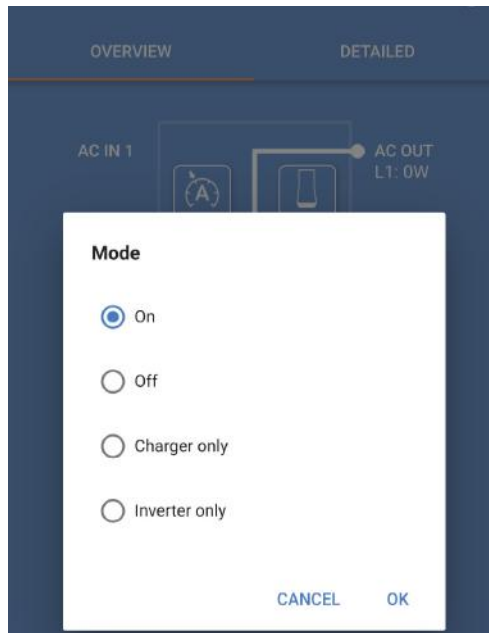 OVERVIEW DETAILED
AC IN 1 AC OUT
L1: 0W
A
Mode
On
Off
Charger only
Inverter only
CANCEL OK